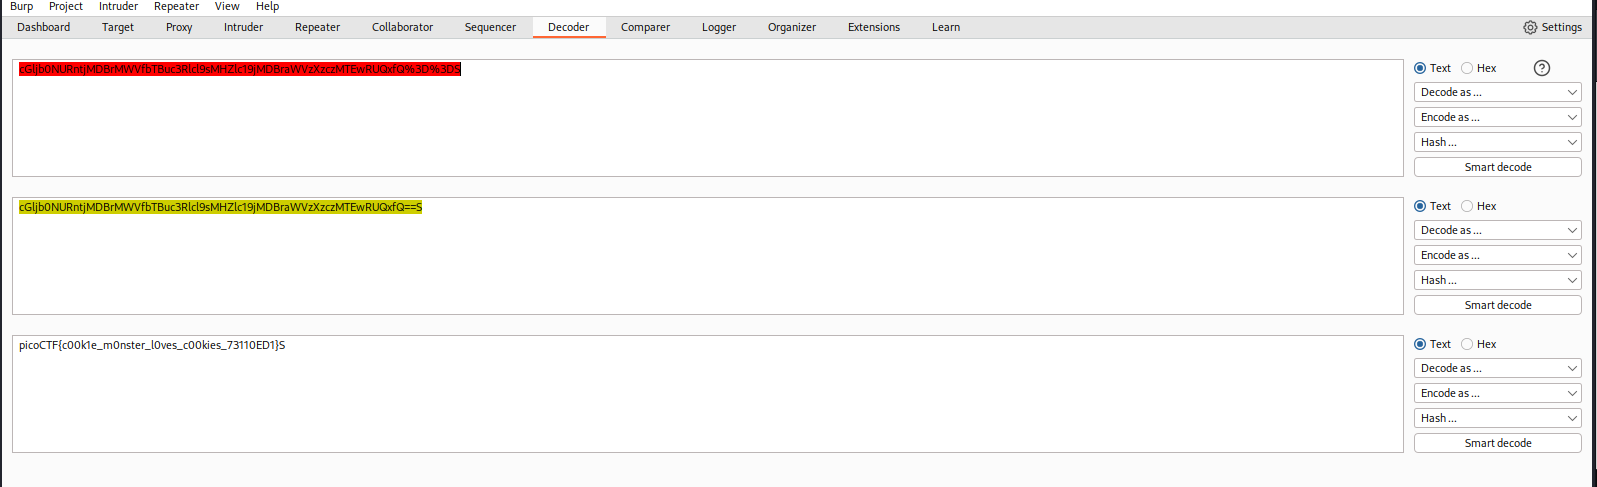 Burp Project Intruder Repeater View Help
Dashboard Target Proxy Intruder Repeater Collaborator Sequencer Decoder Comparer Logger Organizer Extensions Learn Settings
cGljb0NURntjMDBrMWVfbTBuc3Rlcl9sMHZlc19jMDBraWVzXzczMTEwRUQxfQ%3D%3DS
Text Hex ?
Decode as ...
Encode as ...
Hash ...
Smart decode
cGljb0NURntjMDBrMWVfbTBuc3Rlcl9sMHZlc19jMDBraWVzXzczMTEwRUQxfQ==S
Text Hex
Decode as ...
Encode as ...
Hash ...
Smart decode
picoCTF{c00k1e_m0nster_l0ves_c00kies_73110ED1}S
Text Hex
Decode as ...
Encode as ...
Hash ...
Smart decode